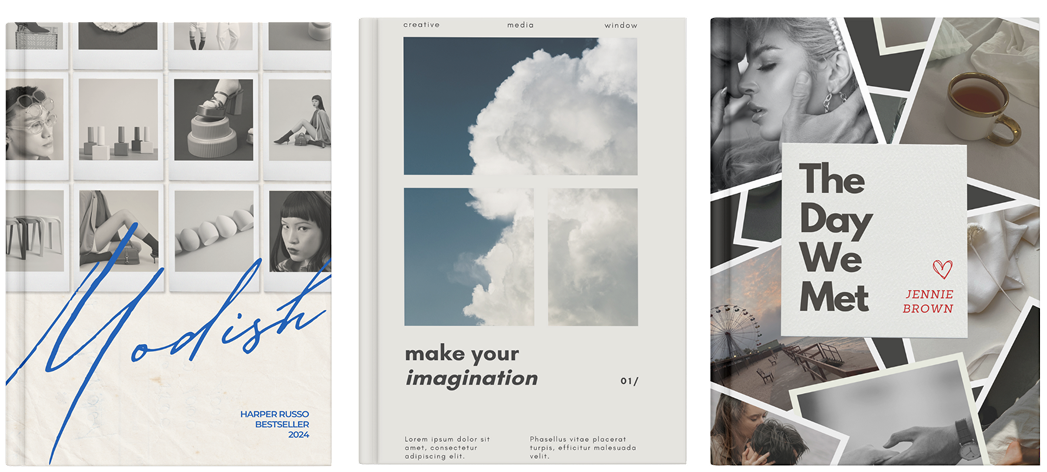 Modish
HARPER RUSSO
BESTSELLER
2024
creative media window
make your
imagination
01/
Lorem ipsum dolor sit
amet, consectetur
adipiscing elit.
Phasellus vitae placerat
turpis, efficitur malesuada
velit.
The
Day
We
Met
JENNIE
BROWN